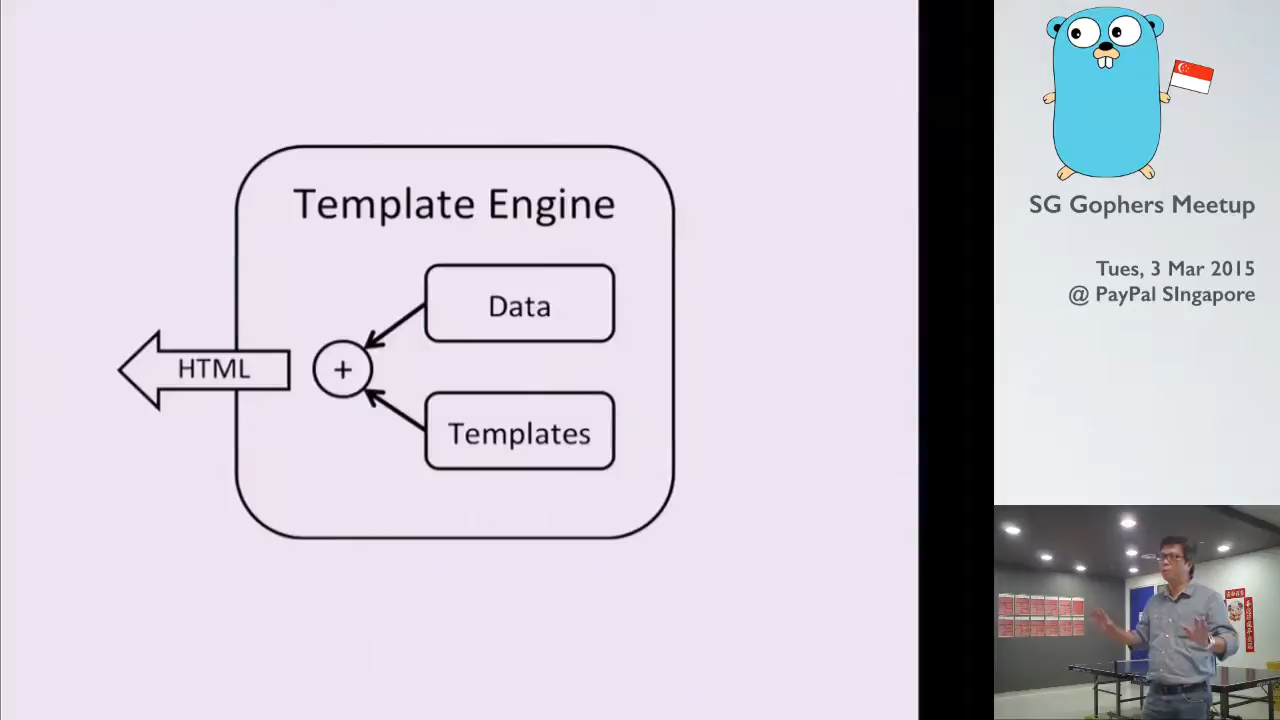 Template Engine
Data
HTML
+
Templates
SG Gophers Meetup
Tues, 3 Mar 2015
@ PayPal SIngapore